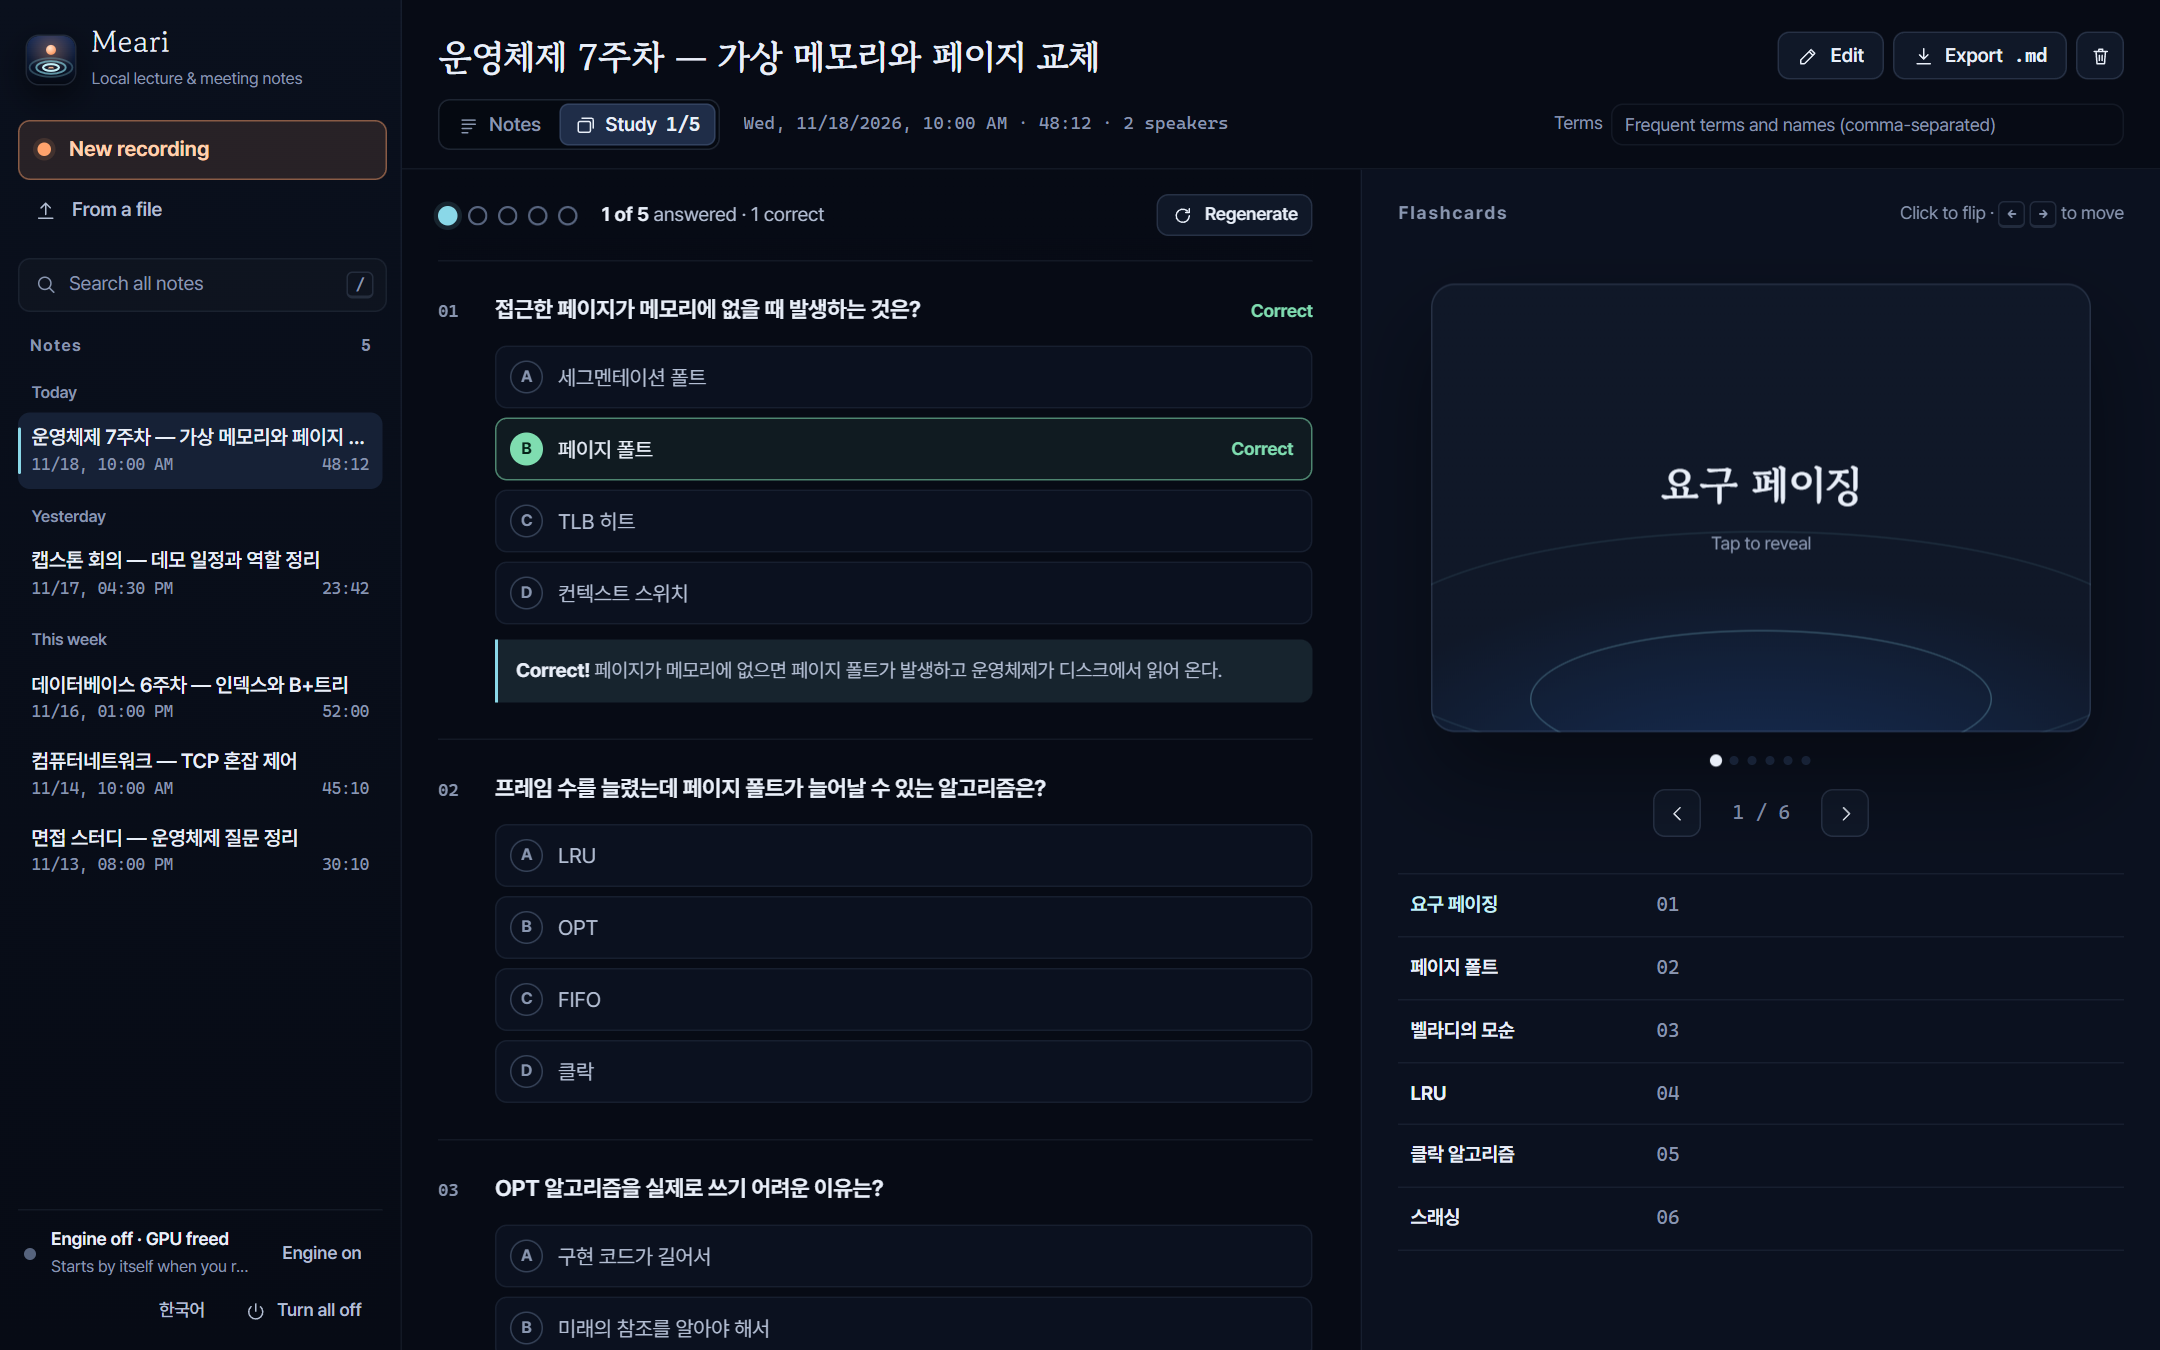 Meari
Local lecture & meeting notes
New recording
From a file
Search all notes
/
Notes 5
Today
운영체제 7주차 — 가상 메모리와 페이지 ...
11/18, 10:00 AM 48:12
Yesterday
캡스톤 회의 — 데모 일정과 역할 정리
11/17, 04:30 PM 23:42
This week
데이터베이스 6주차 — 인덱스와 B+트리
11/16, 01:00 PM 52:00
컴퓨터네트워크 — TCP 혼잡 제어
11/14, 10:00 AM 45:10
면접 스터디 — 운영체제 질문 정리
11/13, 08:00 PM 30:10
Engine off · GPU freed
Starts by itself when you r...
Engine on
한국어
Turn all off
운영체제 7주차 — 가상 메모리와 페이지 교체
Edit
Export .md
Notes
Study 1/5
Wed, 11/18/2026, 10:00 AM · 48:12 · 2 speakers
Terms
Frequent terms and names (comma-separated)
1 of 5 answered · 1 correct
Regenerate
01 접근한 페이지가 메모리에 없을 때 발생하는 것은? Correct
A 세그멘테이션 폴트
B 페이지 폴트 Correct
C TLB 히트
D 컨텍스트 스위치
Correct! 페이지가 메모리에 없으면 페이지 폴트가 발생하고 운영체제가 디스크에서 읽어 온다.
02 프레임 수를 늘렸는데 페이지 폴트가 늘어날 수 있는 알고리즘은?
A LRU
B OPT
C FIFO
D 클락
03 OPT 알고리즘을 실제로 쓰기 어려운 이유는?
A 구현 코드가 길어서
B 미래의 참조를 알아야 해서
Flashcards
Click to flip · ← → to move
요구 페이징
Tap to reveal
1 / 6
요구 페이징 01
페이지 폴트 02
벨라디의 모순 03
LRU 04
클락 알고리즘 05
스래싱 06